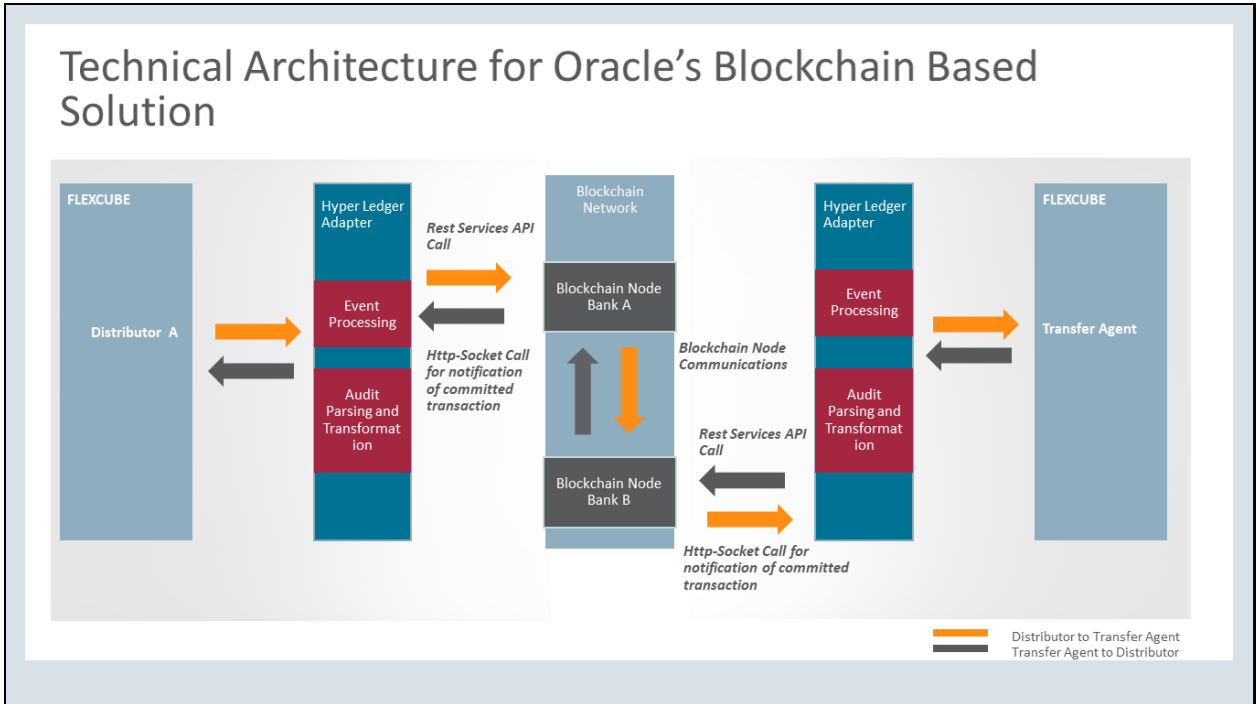 Technical Architecture for Oracle's Blockchain Based
Solution
FLEXCUBE
Distributor A
Hyper Ledger
Adapter
Event
Processing
Audit
Parsing and
Transformat
ion
Rest Services API
Call
Http-Socket Call
for notification
of committed
transaction
Blockchain
Network
Blockchain Node
Bank A
Blockchain Node
Communications
Blockchain Node
Bank B
Rest Services API
Call
Http-Socket Call for
notification of committed
transaction
Hyper Ledger
Adapter
Event
Processing
Audit
Parsing and
Transformat
ion
FLEXCUBE
Transfer Agent
Distributor to Transfer Agent
Transfer Agent to Distributor